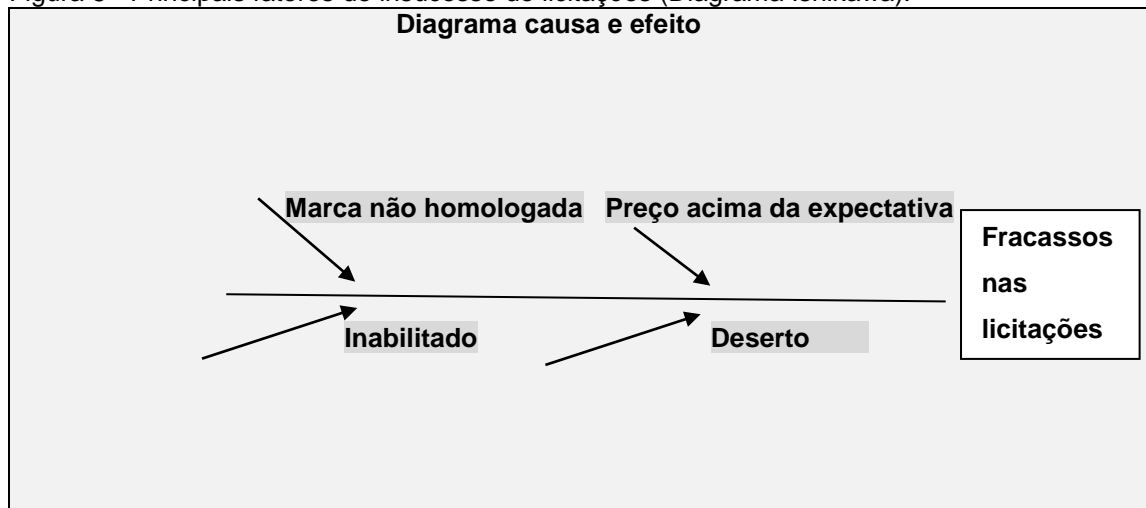 Diagrama causa e efeito
Marca não homologada
Preço acima da expectativa
Fracassos
nas
licitações
Inabilitado
Deserto